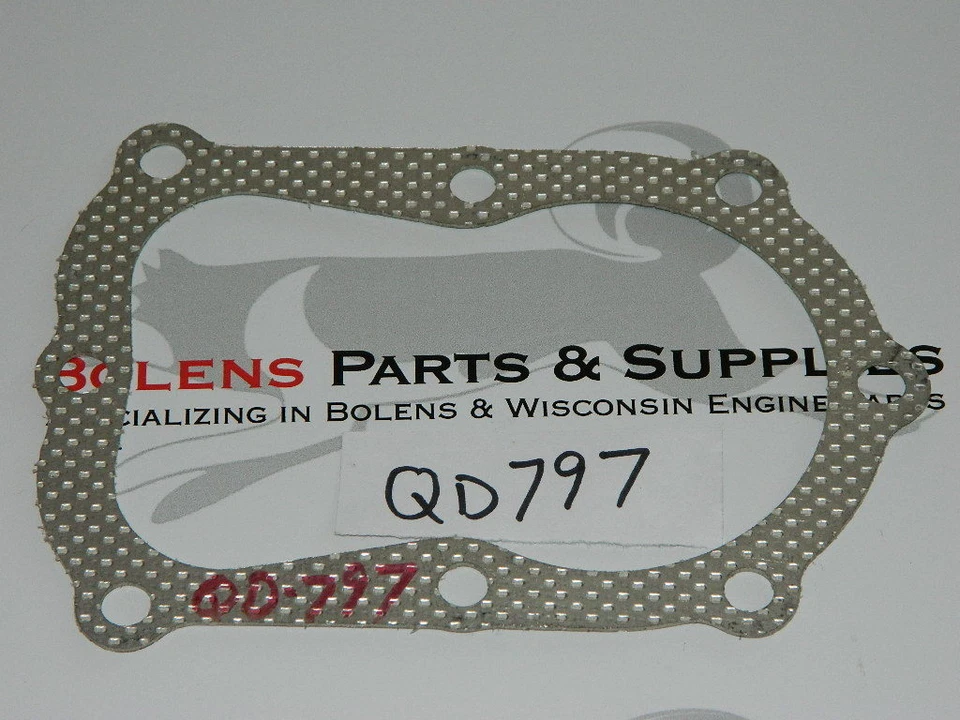 BOLENS PARTS & SUPPLIES
CIALIZING IN BOLENS & WISCONSIN ENGINE
QD797
QD-797